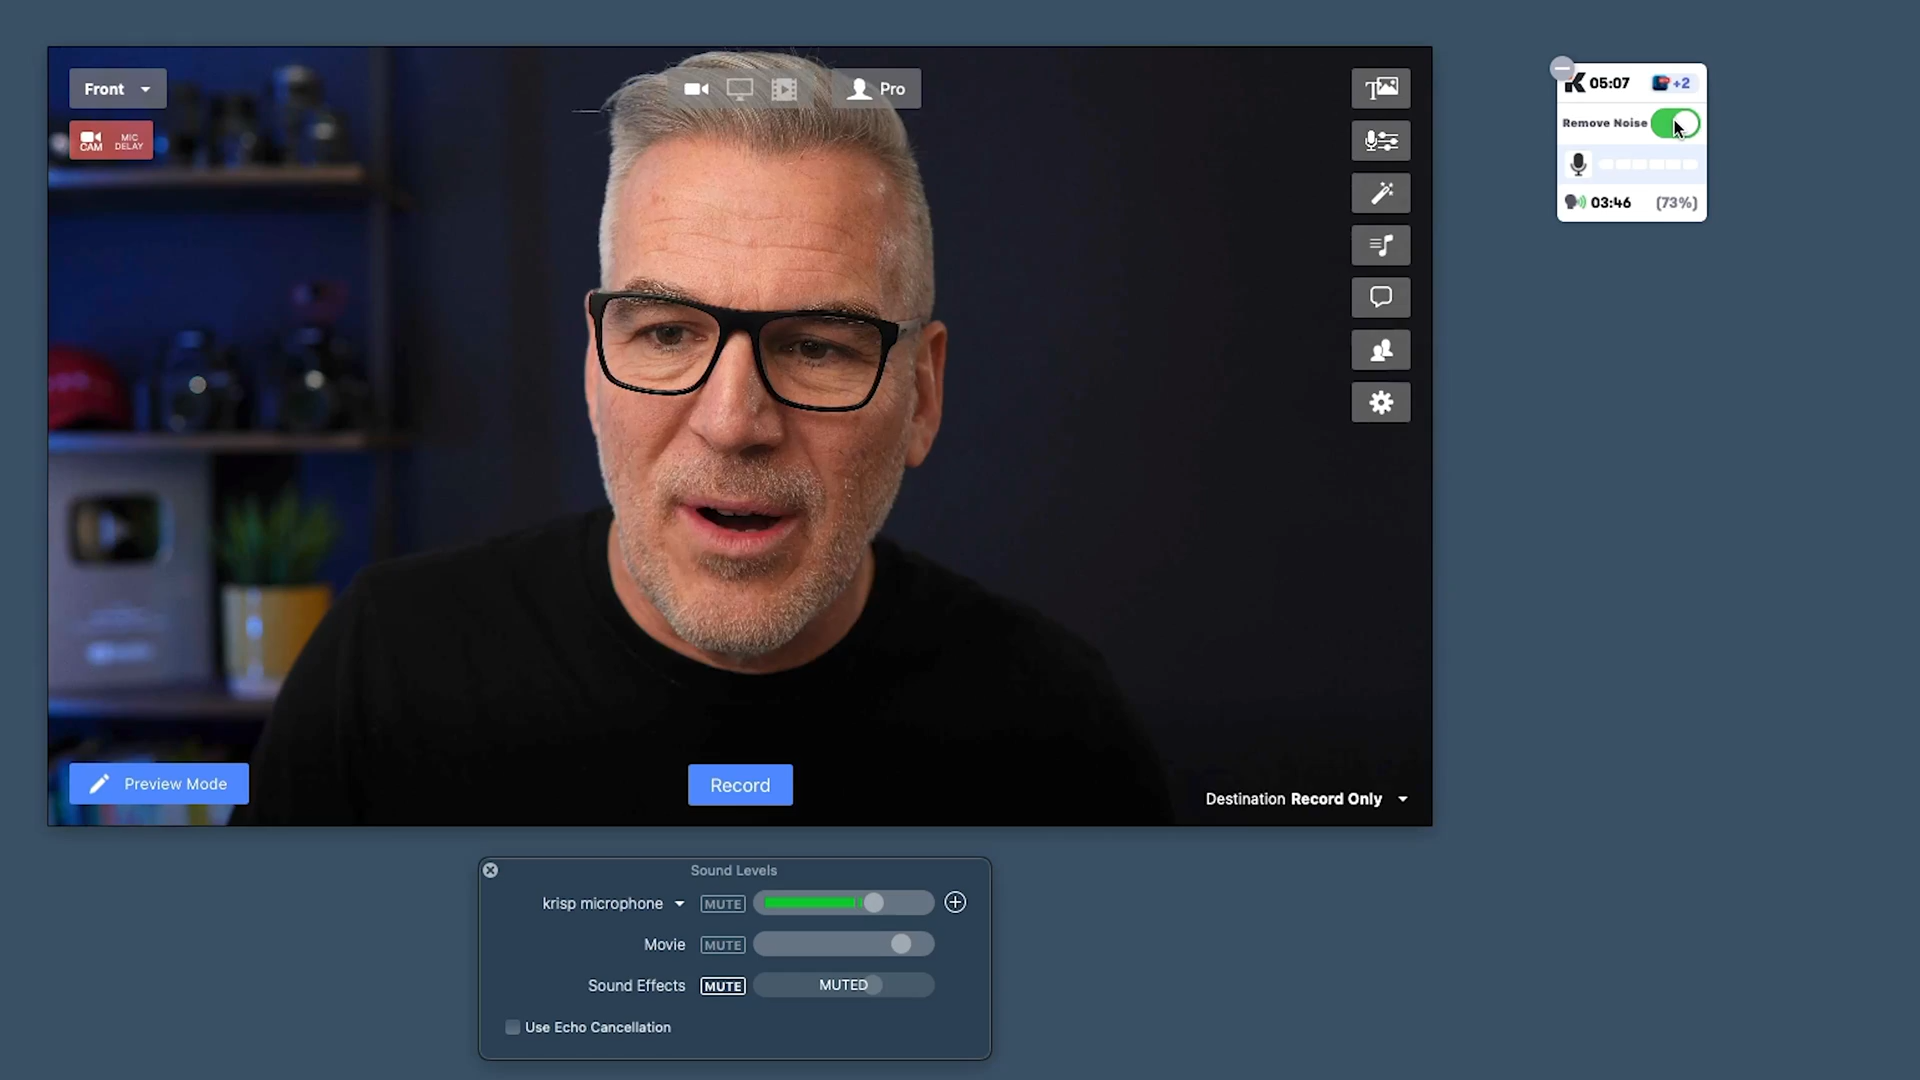 Front
Pro
CAM
MIC
DELAY
05:07
+2
Remove Noise
03:46
(73%)
Preview Mode
Record
Destination Record Only
Sound Levels
krisp microphone
MUTE
Movie
MUTE
Sound Effects
MUTE
MUTED
Use Echo Cancellation